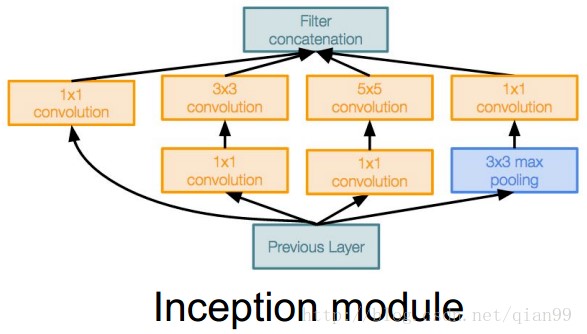 Filter
concatenation
1x1
convolution
3x3
convolution
5x5
convolution
1x1
convolution
1x1
convolution
1x1
convolution
3x3 max
pooling
Previous Layer
Inception module
http://blog.csdn.net/qian99